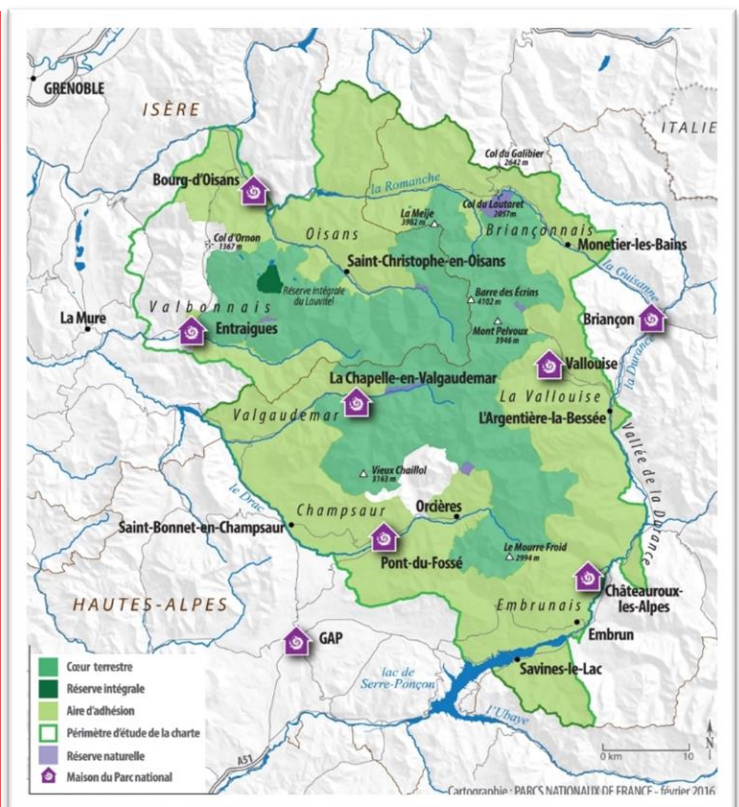 GRENOBLE
ISÈRE
ITALIE
Col du Galibier
2642 m
Bourg-d'Oisans
la Romanche
Col du Lautaret
2057m
La Meije
3982 m
Briançonnais
Oisans
Col d'Ornon
1367 m
Monetier-les-Bains
Saint-Christophe-en-Oisans
la Guisanne
Réserve intégrale
du Lauvitel
Barre des Écrins
4102 m
Valbonnais
La Mure
Entraigues
Mont Pelvoux
3946 m
Briançon
la Durance
Vallouise
La Chapelle-en-Valgaudemar
La Vallouise
Valgaudemar
L'Argentière-la-Bessée
Vallée de la Durance
Vieux Chaillol
3163 m
le Drac
Champsaur
Orcières
Saint-Bonnet-en-Champsaur
Pont-du-Fossé
Le Mourre Froid
2994 m
Châteauroux-
les-Alpes
HAUTES-ALPES
Embrunais
Embrun
GAP
Savines-le-Lac
lac de
Serre-Ponçon
l'Ubaye
Cœur terrestre
Réserve intégrale
Aire d'adhésion
Périmètre d'étude de la charte
Réserve naturelle
Maison du Parc national
A51
0 km 10
N
Cartographie : PARCS NATIONAUX DE FRANCE - février 2016